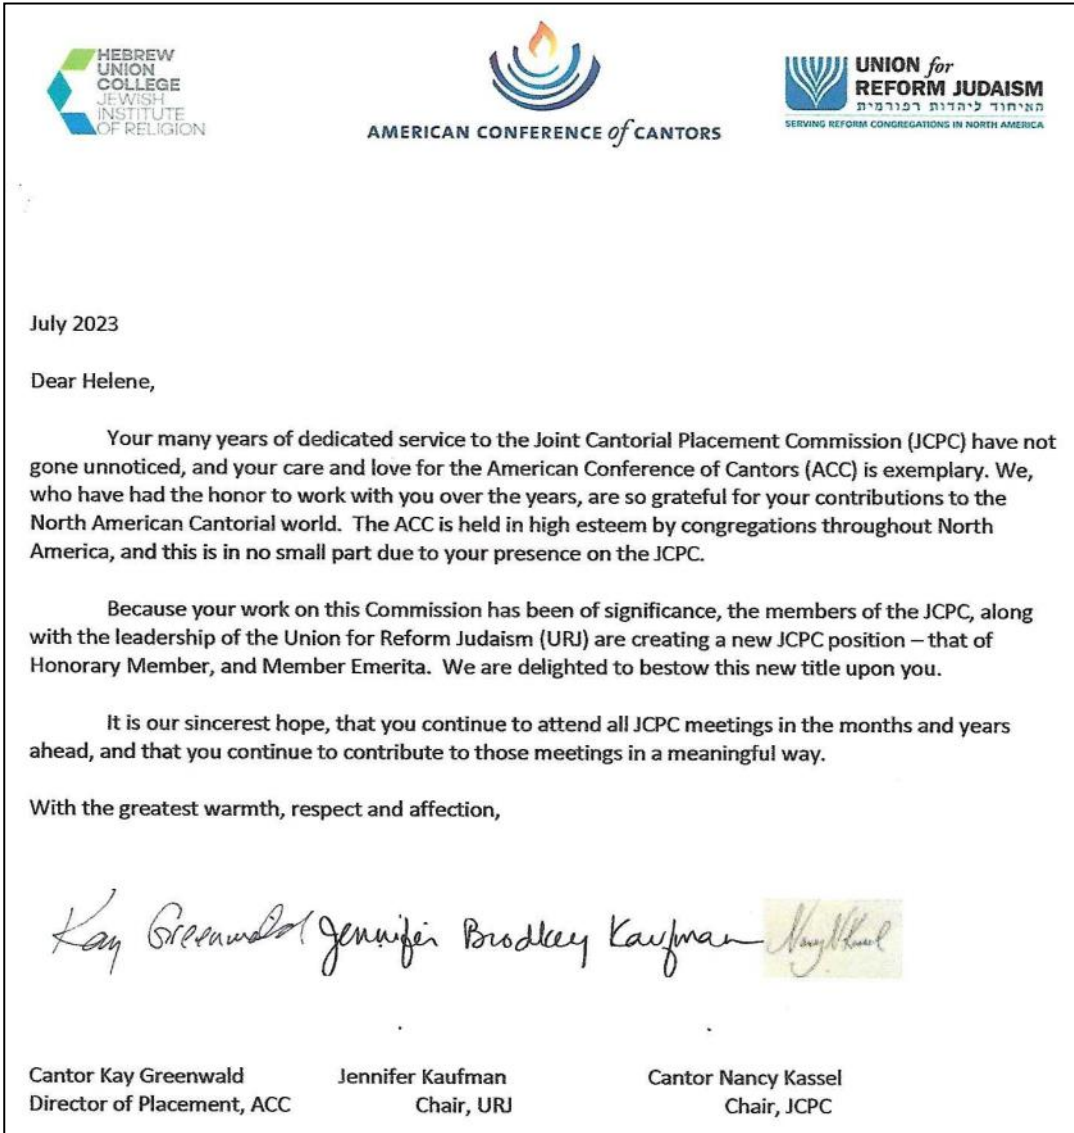 HEBREW
UNION
COLLEGE
JEWISH
INSTITUTE
OF RELIGION
AMERICAN CONFERENCE of CANTORS
UNION for
REFORM JUDAISM
האיחוד ליהדות רפורמית
SERVING REFORM CONGREGATIONS IN NORTH AMERICA
July 2023
Dear Helene,
Your many years of dedicated service to the Joint Cantorial Placement Commission (JCPC) have not
gone unnoticed, and your care and love for the American Conference of Cantors (ACC) is exemplary. We,
who have had the honor to work with you over the years, are so grateful for your contributions to the
North American Cantorial world.  The ACC is held in high esteem by congregations throughout North
America, and this is in no small part due to your presence on the JCPC.
Because your work on this Commission has been of significance, the members of the JCPC, along
with the leadership of the Union for Reform Judaism (URJ) are creating a new JCPC position – that of
Honorary Member, and Member Emerita.  We are delighted to bestow this new title upon you.
It is our sincerest hope, that you continue to attend all JCPC meetings in the months and years
ahead, and that you continue to contribute to those meetings in a meaningful way.
With the greatest warmth, respect and affection,
Kay Greenwald Jennifer Brodkey Kaufman Nancy N Kassel
Cantor Kay Greenwald Jennifer Kaufman Cantor Nancy Kassel
Director of Placement, ACC Chair, URJ Chair, JCPC